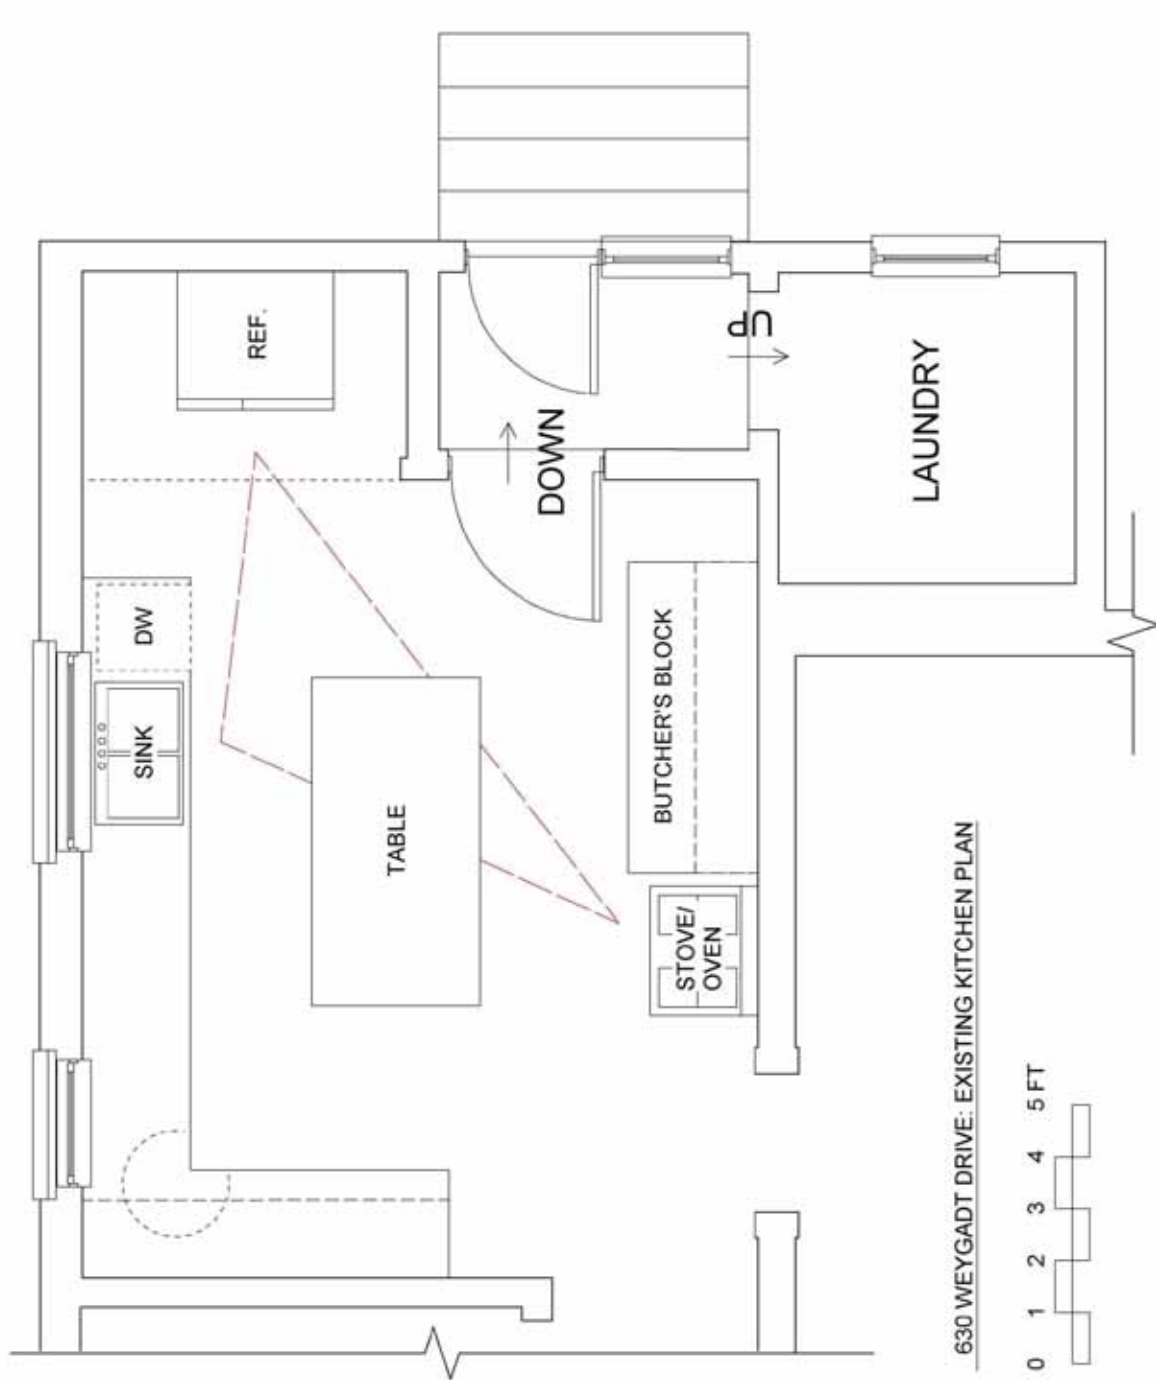 REF.
DOWN
UP
LAUNDRY
DW
SINK
TABLE
BUTCHER'S BLOCK
STOVE/
OVEN
630 WEYGADT DRIVE: EXISTING KITCHEN PLAN
0 1 2 3 4 5 FT